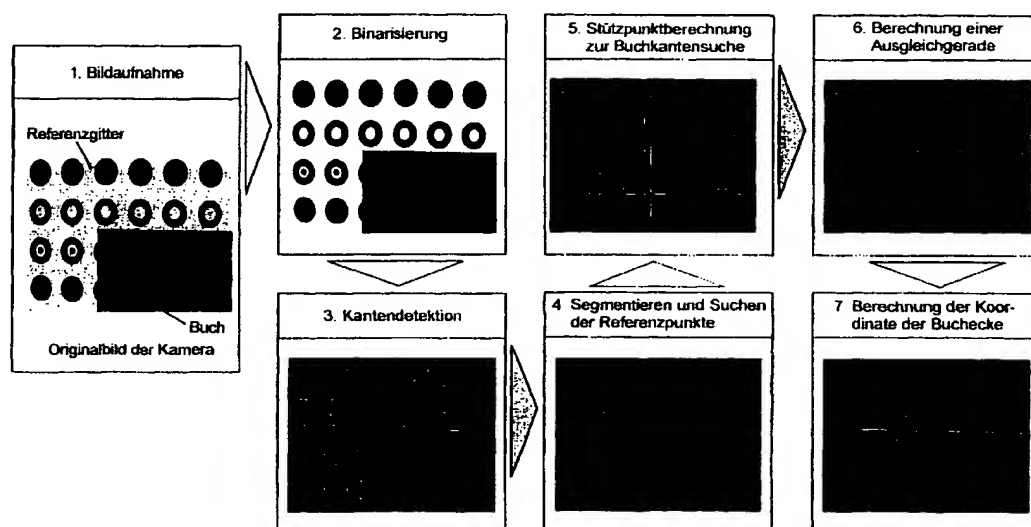 1. Bildaufnahme
Referenzgitter
Buch
Originalbild der Kamera
2. Binarisierung
3. Kantendetektion
4 Segmentieren und Suchen
der Referenzpunkte
5. Stützpunktberechnung
zur Buchkantensuche
6. Berechnung einer
Ausgleichgerade
7 Berechnung der Koor-
dinate der Buchecke